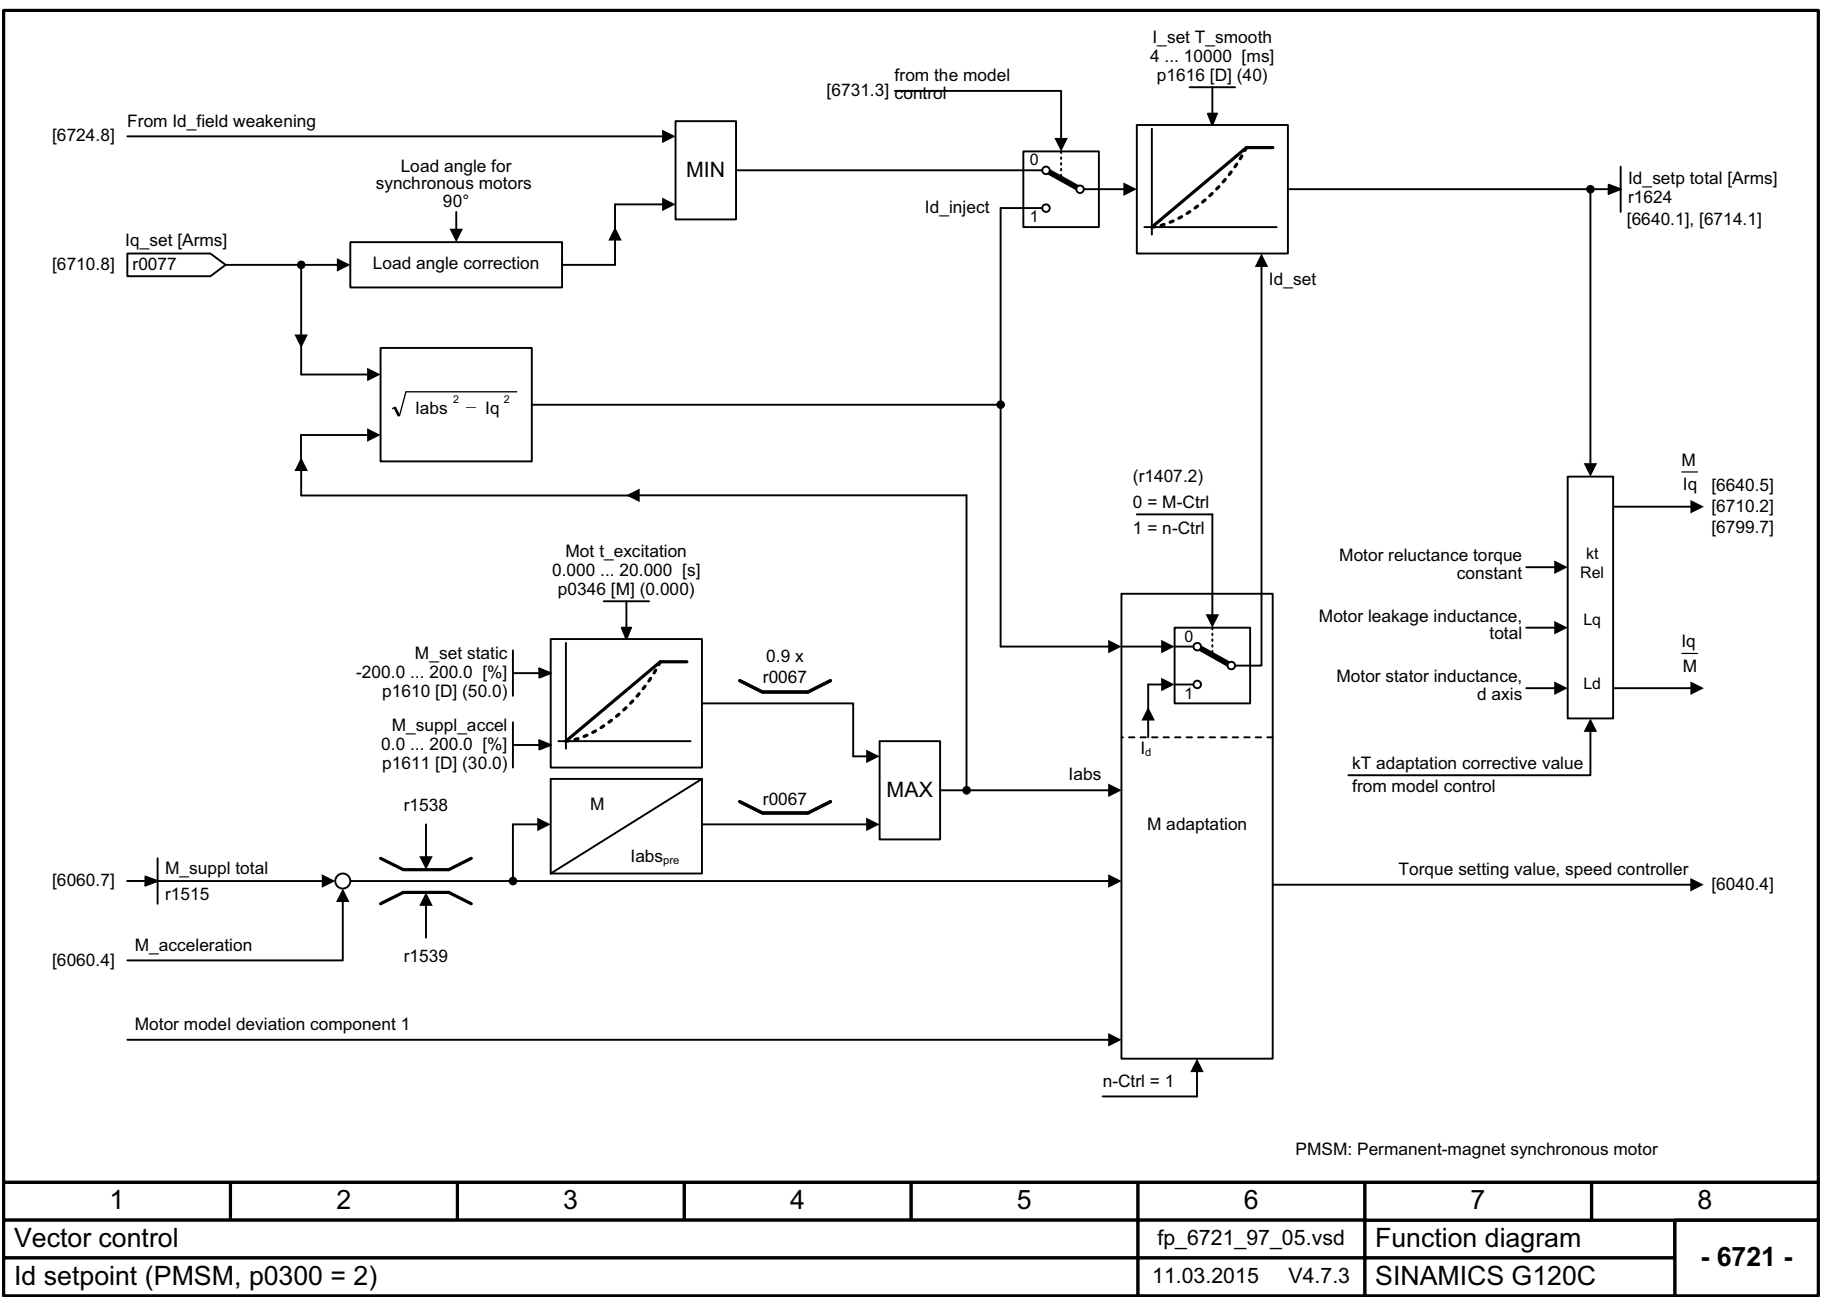 I_set T_smooth
4 ... 10000 [ms]
p1616 [D] (40)
from the model
[6731.3] control
From Id_field weakening
[6724.8]
Load angle for
synchronous motors
90°
MIN
0
1
Id_inject
Id_setp total [Arms]
r1624
[6640.1], [6714.1]
Iq_set [Arms]
[6710.8] r0077
Load angle correction
Id_set
√ Iabs ² – Iq ²
(r1407.2)
0 = M-Ctrl
1 = n-Ctrl
M
Iq
[6640.5]
[6710.2]
[6799.7]
Mot t_excitation
0.000 ... 20.000 [s]
p0346 [M] (0.000)
Motor reluctance torque
constant
kt
Rel
Motor leakage inductance,
total
Lq
Motor stator inductance,
d axis
Ld
Iq
M
M_set static
-200.0 ... 200.0 [%]
p1610 [D] (50.0)
0.9 x
r0067
0
1
Id
M_suppl_accel
0.0 ... 200.0 [%]
p1611 [D] (30.0)
kT adaptation corrective value
from model control
MAX
Iabs
r1538
M
Iabspre
r0067
M adaptation
[6060.7]
M_suppl total
r1515
Torque setting value, speed controller
[6040.4]
M_acceleration
[6060.4]
r1539
Motor model deviation component 1
n-Ctrl = 1
PMSM: Permanent-magnet synchronous motor
1 2 3 4 5 6 7 8
Vector control fp_6721_97_05.vsd Function diagram
- 6721 -
Id setpoint (PMSM, p0300 = 2) 11.03.2015 V4.7.3 SINAMICS G120C